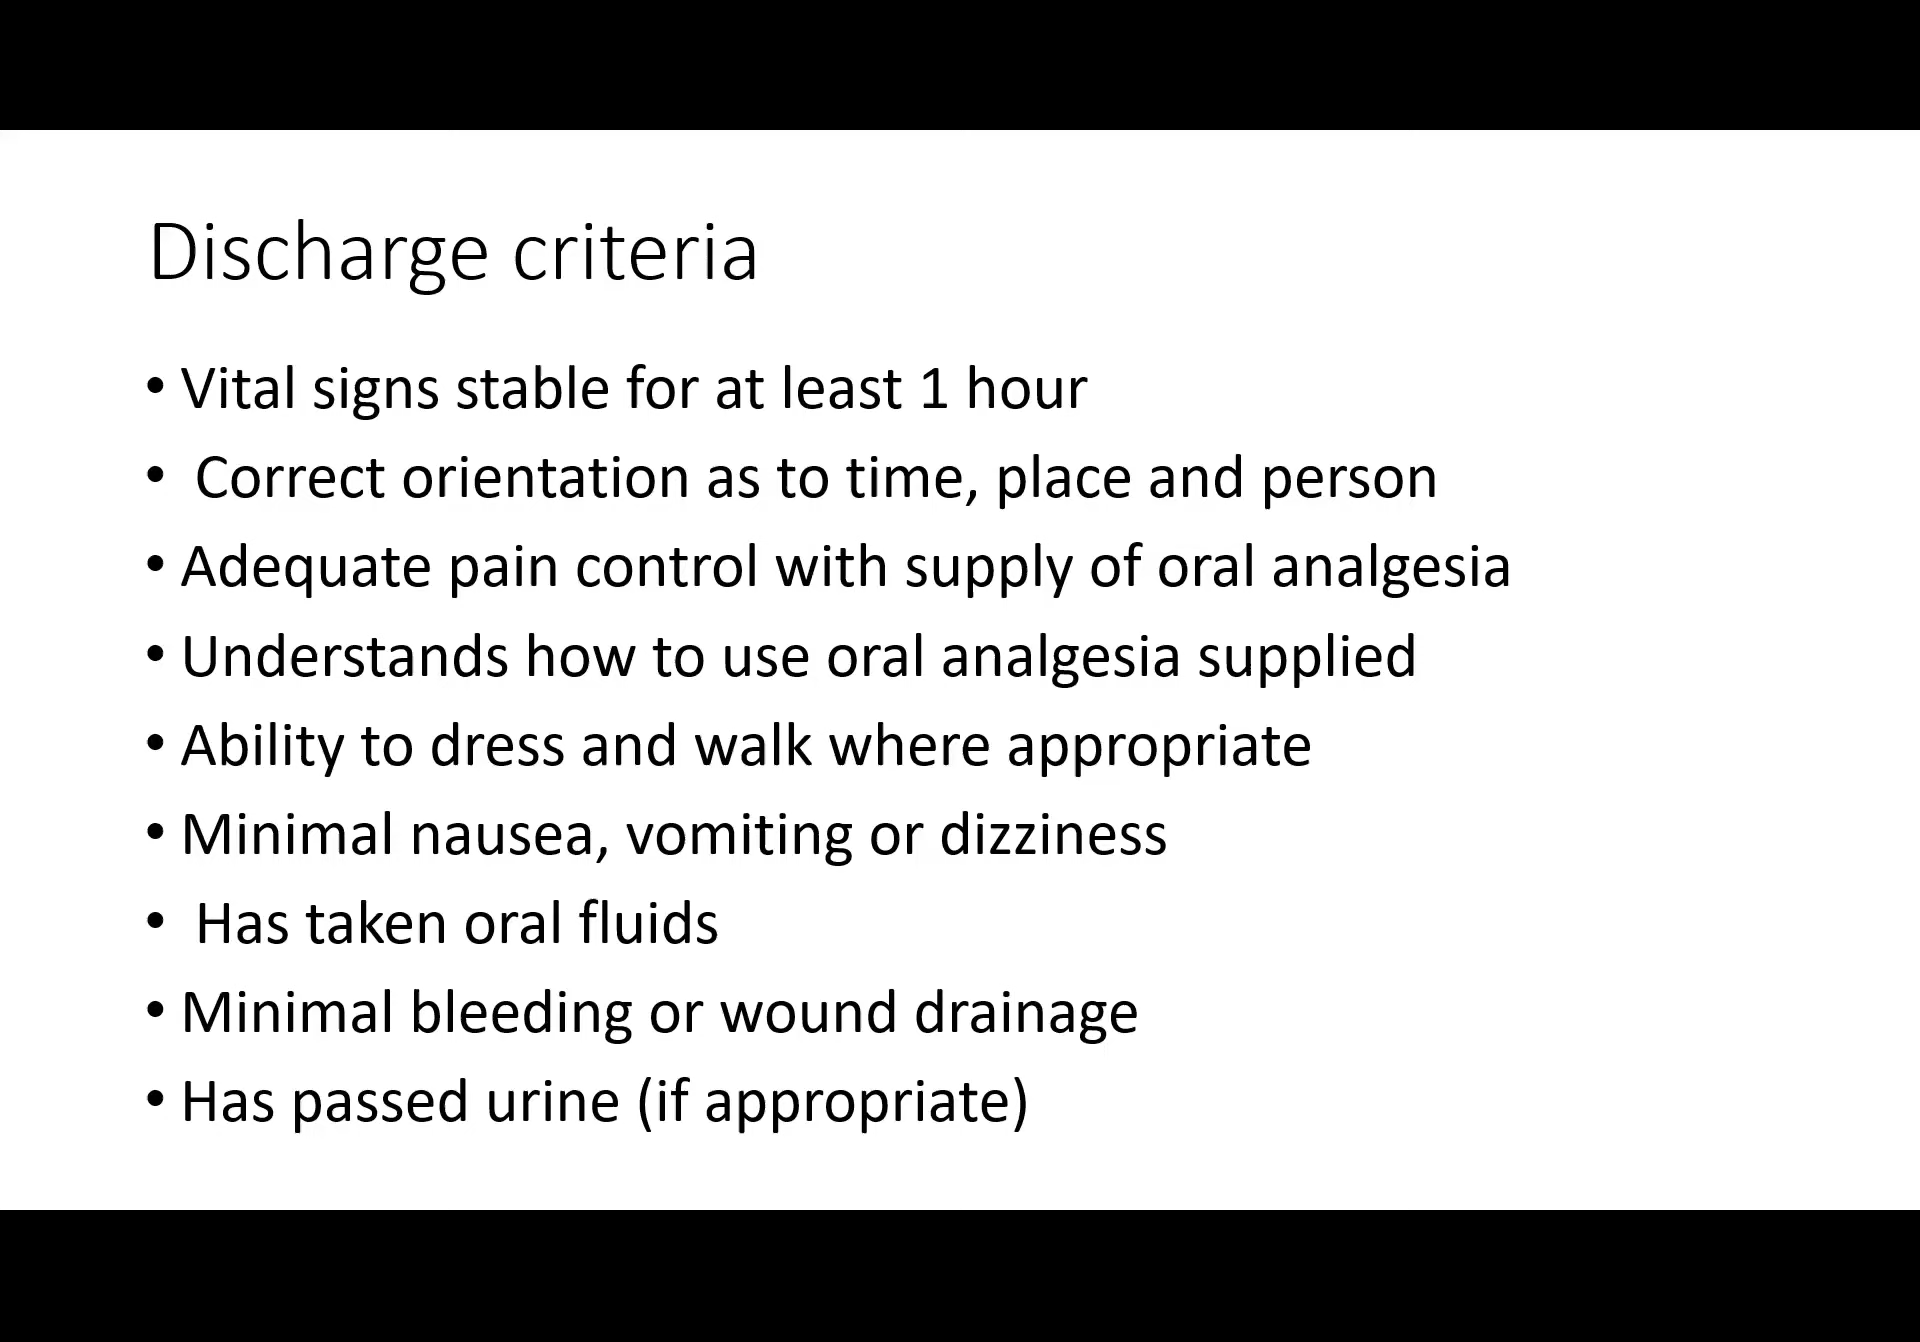 Discharge criteria
• Vital signs stable for at least 1 hour
• Correct orientation as to time, place and person
• Adequate pain control with supply of oral analgesia
• Understands how to use oral analgesia supplied
• Ability to dress and walk where appropriate
• Minimal nausea, vomiting or dizziness
• Has taken oral fluids
• Minimal bleeding or wound drainage
• Has passed urine (if appropriate)